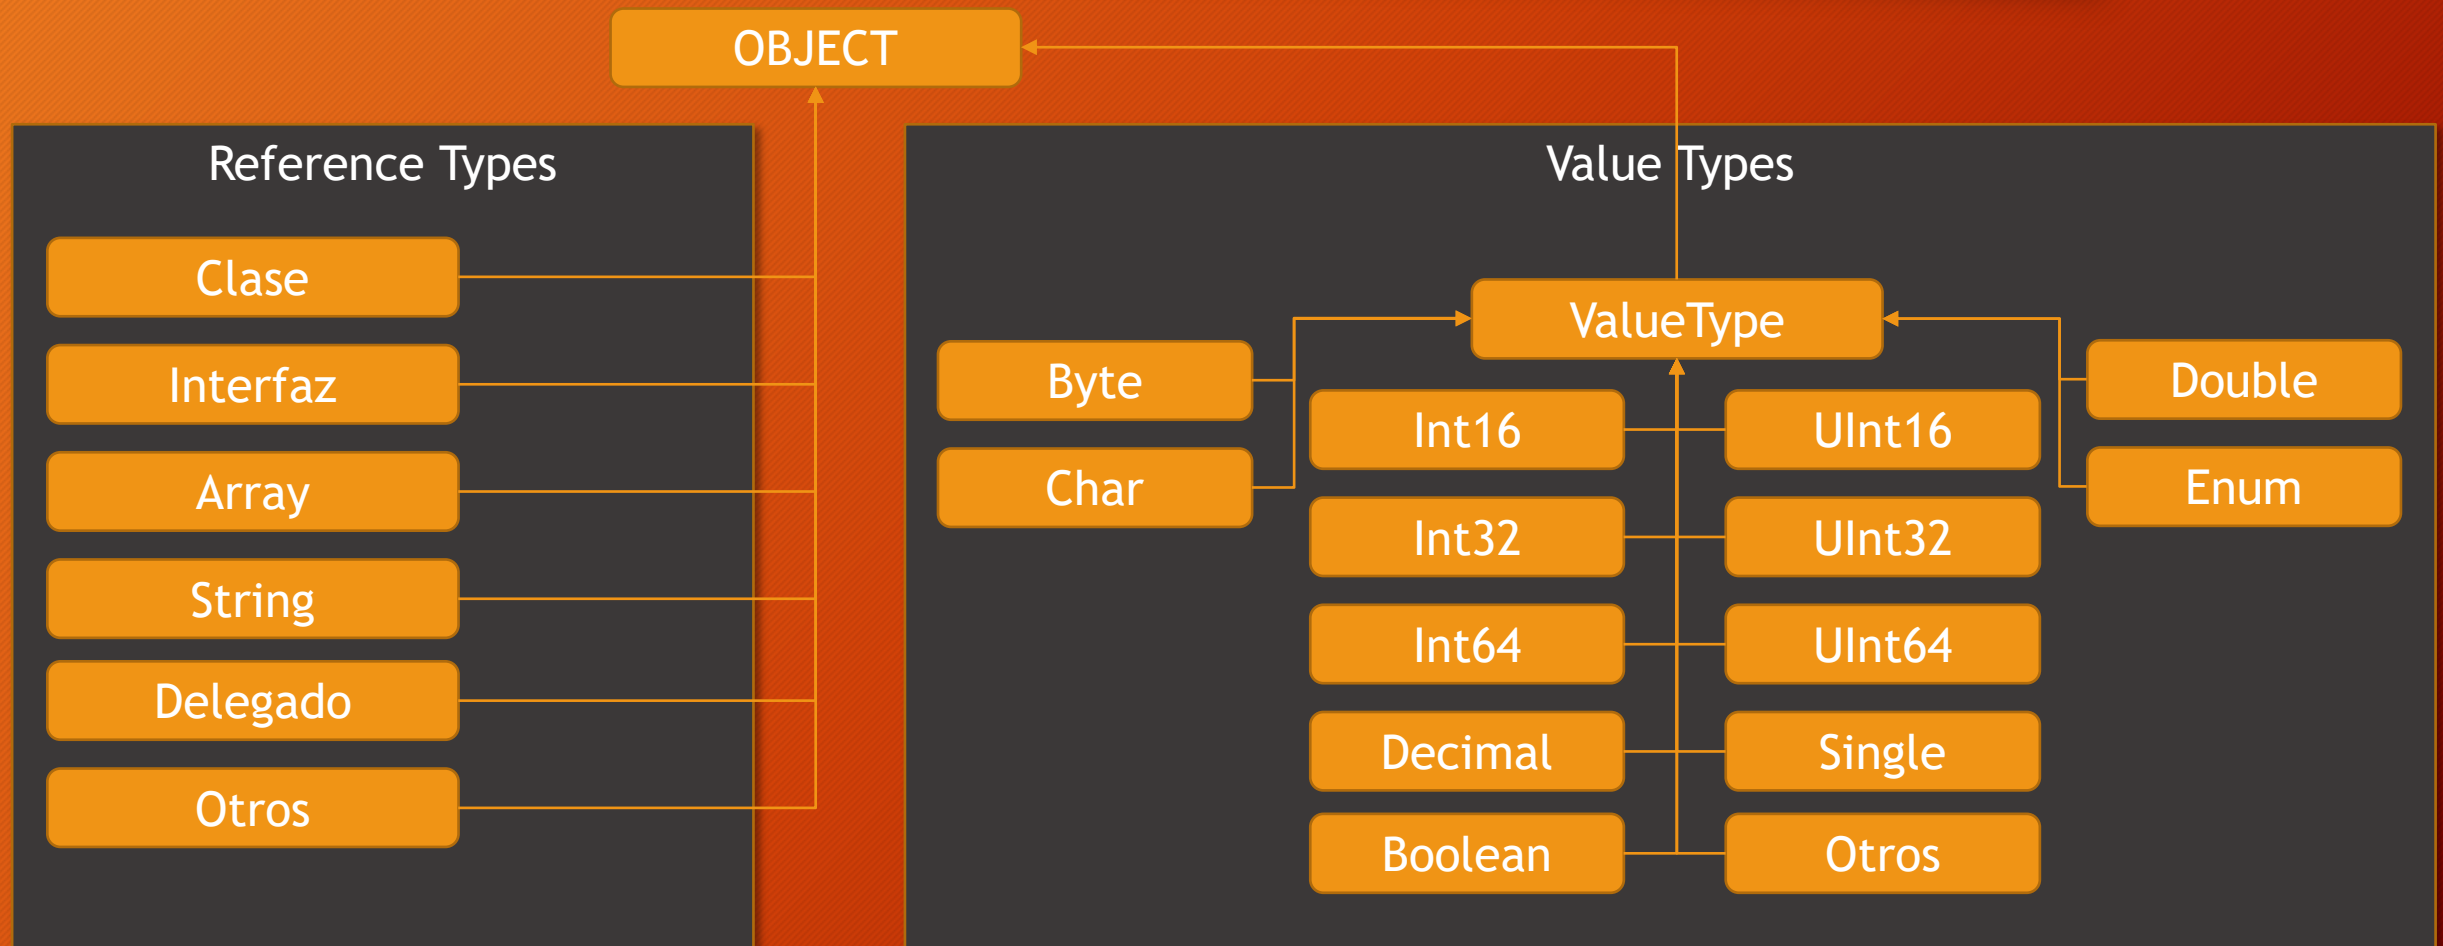 OBJECT
Reference Types
Clase
Interfaz
Array
String
Delegado
Otros
Value Types
ValueType
Byte
Char
Int16
UInt16
Int32
UInt32
Int64
UInt64
Decimal
Single
Boolean
Otros
Double
Enum